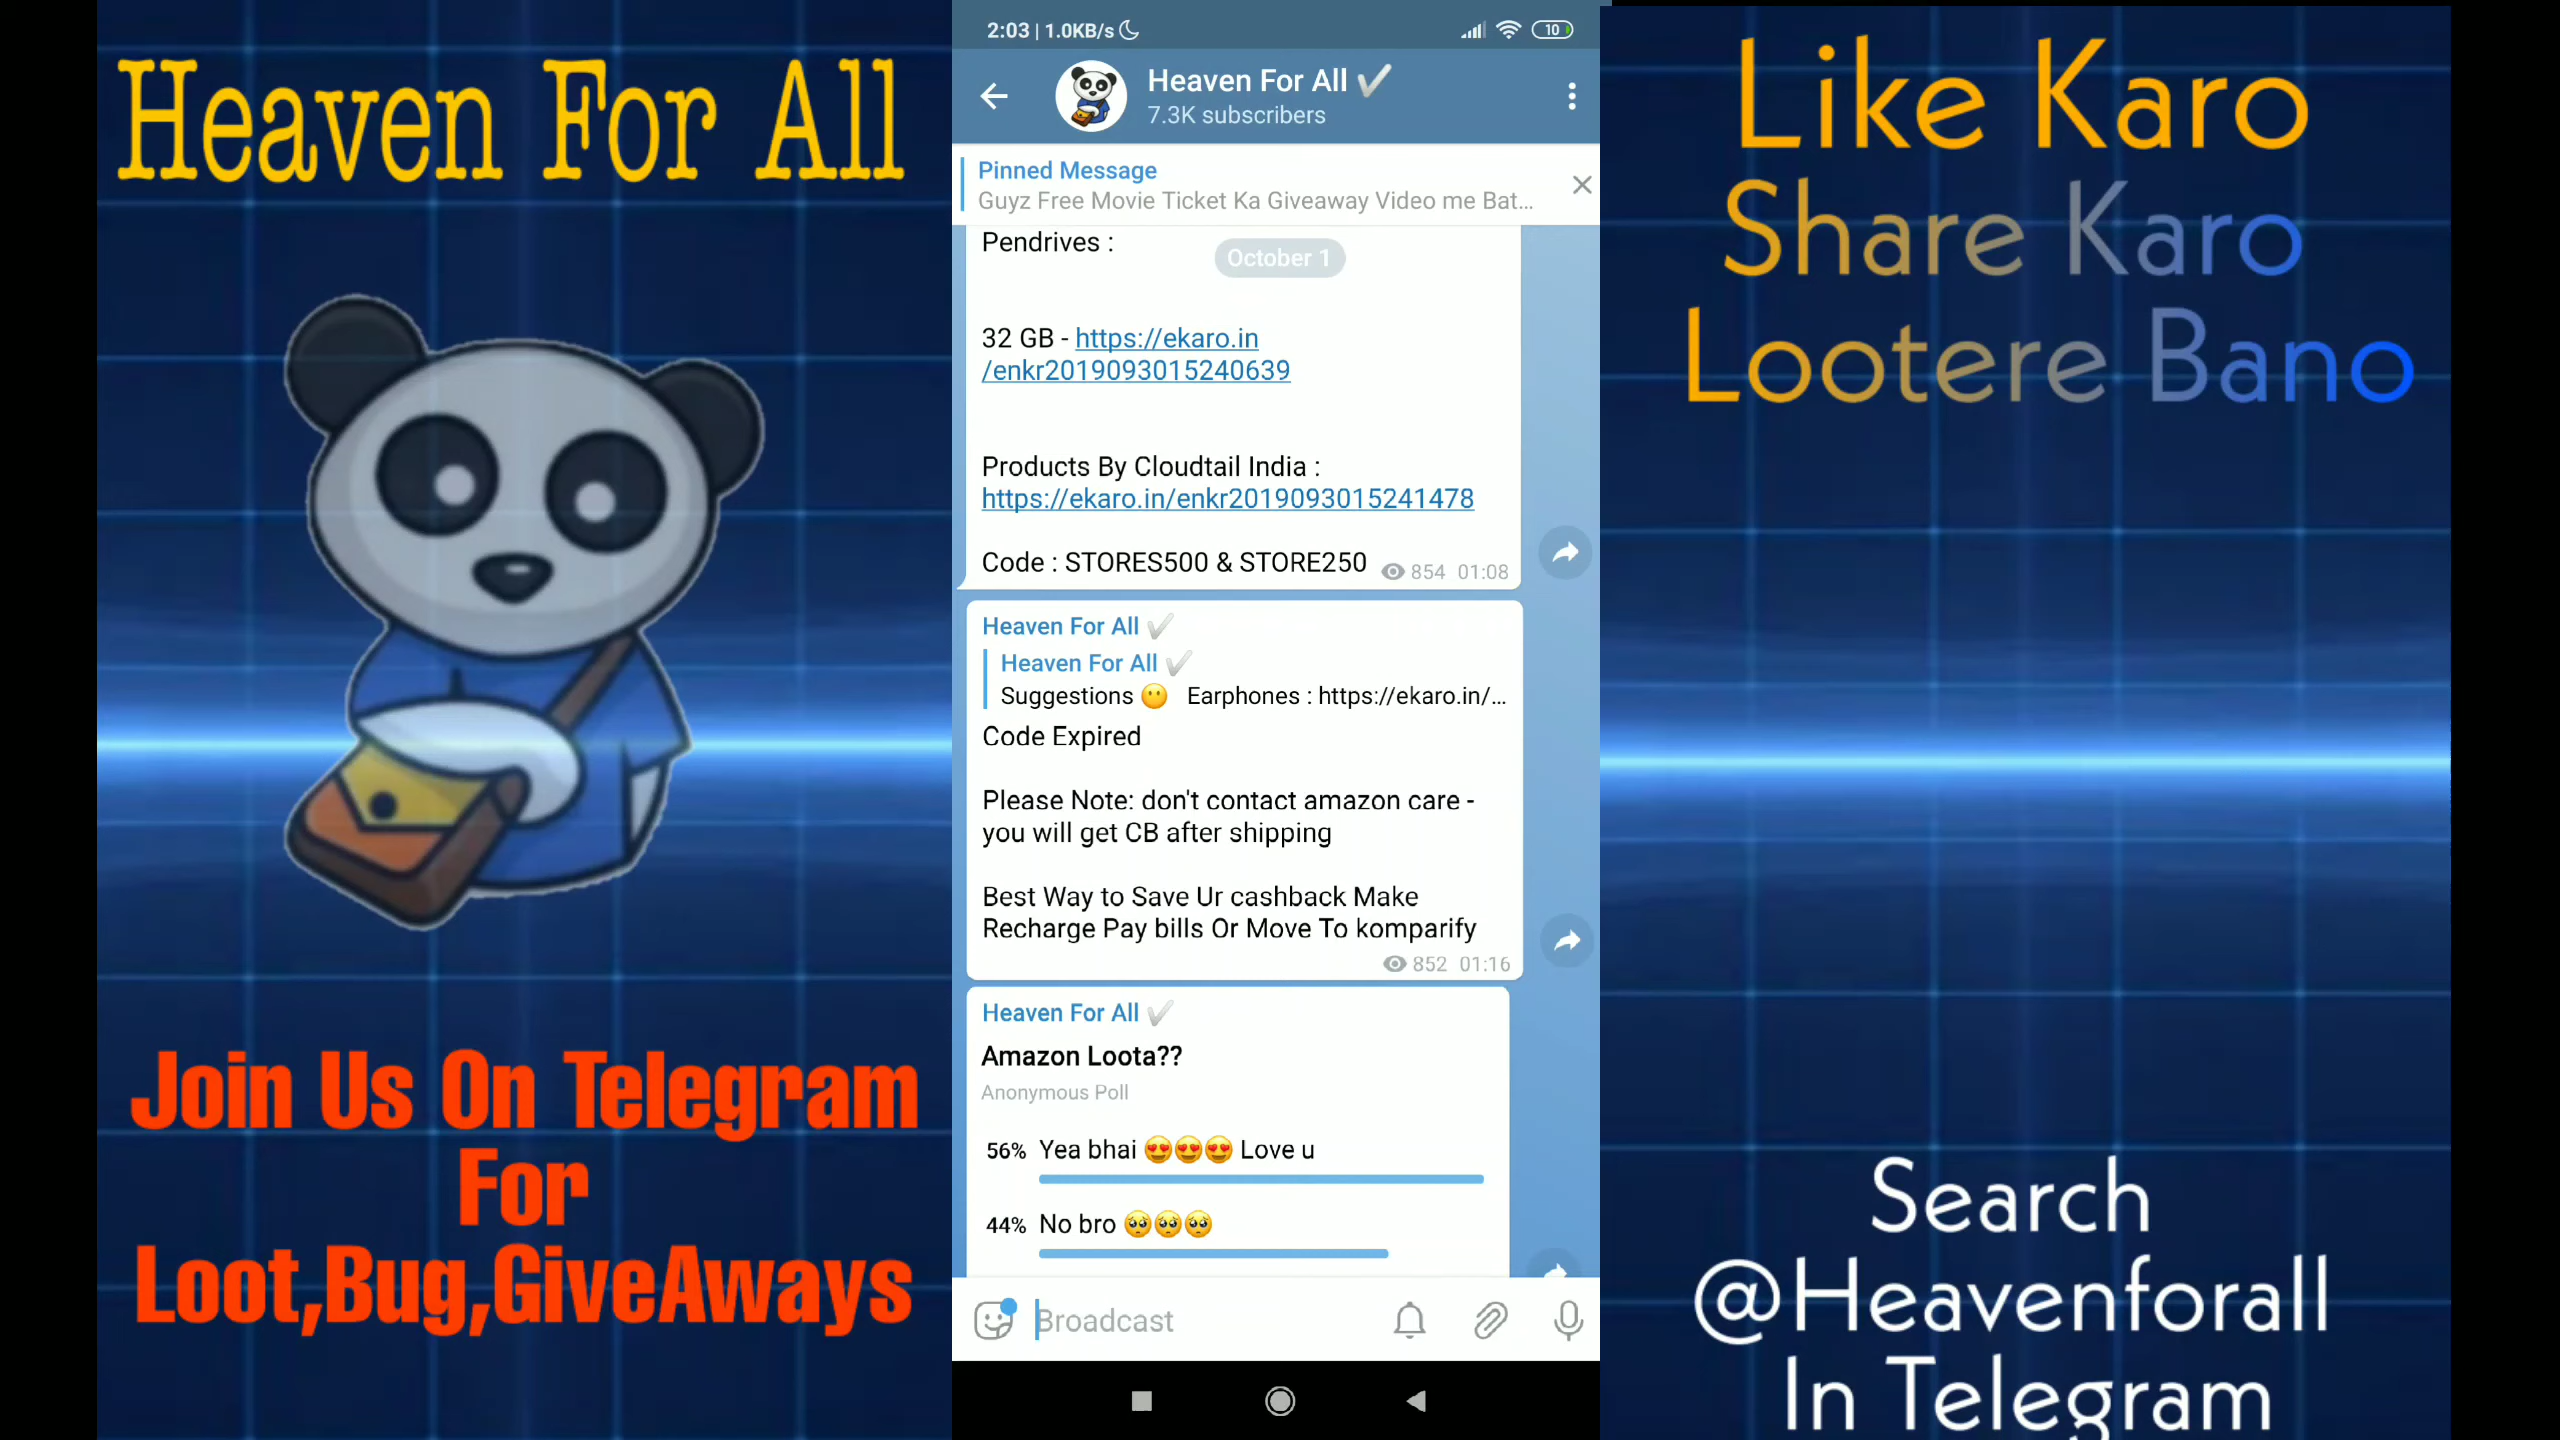 Heaven For All
Join Us On Telegram
For
Loot,Bug,GiveAways
2:03 | 1.0KB/s
10
Heaven For All ✔
7.3K subscribers
Pinned Message
Guyz Free Movie Ticket Ka Giveaway Video me Bat...
October 1
Pendrives :
32 GB - https://ekaro.in
/enkr2019093015240639
Products By Cloudtail India :
https://ekaro.in/enkr2019093015241478
Code : STORES500 & STORE250
854 01:08
Heaven For All ✔
Heaven For All ✔
Suggestions 😶 Earphones : https://ekaro.in/...
Code Expired
Please Note: don't contact amazon care -
you will get CB after shipping
Best Way to Save Ur cashback Make
Recharge Pay bills Or Move To komparify
852 01:16
Heaven For All ✔
Amazon Loota??
Anonymous Poll
56% Yea bhai 😍😍😍 Love u
44% No bro 🥺🥺🥺
Broadcast
Like Karo
Share Karo
Lootere Bano
Search
@Heavenforall
In Telegram